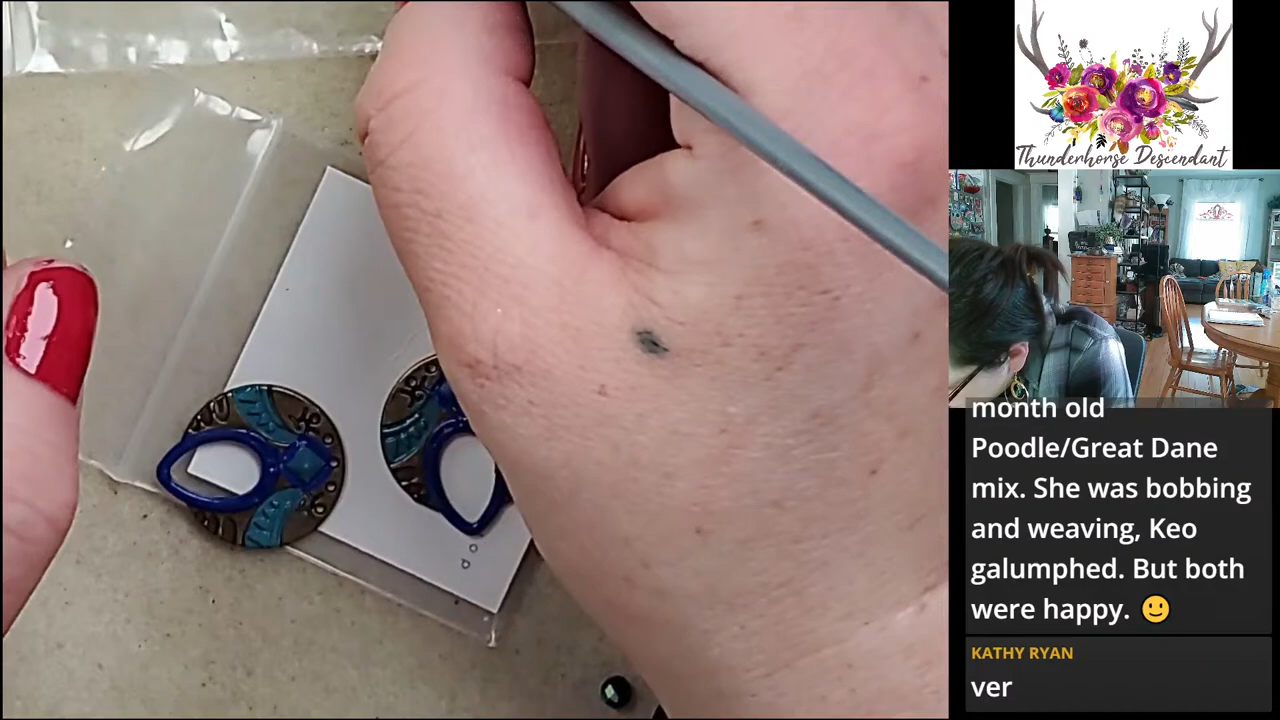 Thunderhorse Descendant
month old
Poodle/Great Dane
mix. She was bobbing
and weaving, Keo
galumphed. But both
were happy. 🙂
KATHY RYAN
ver